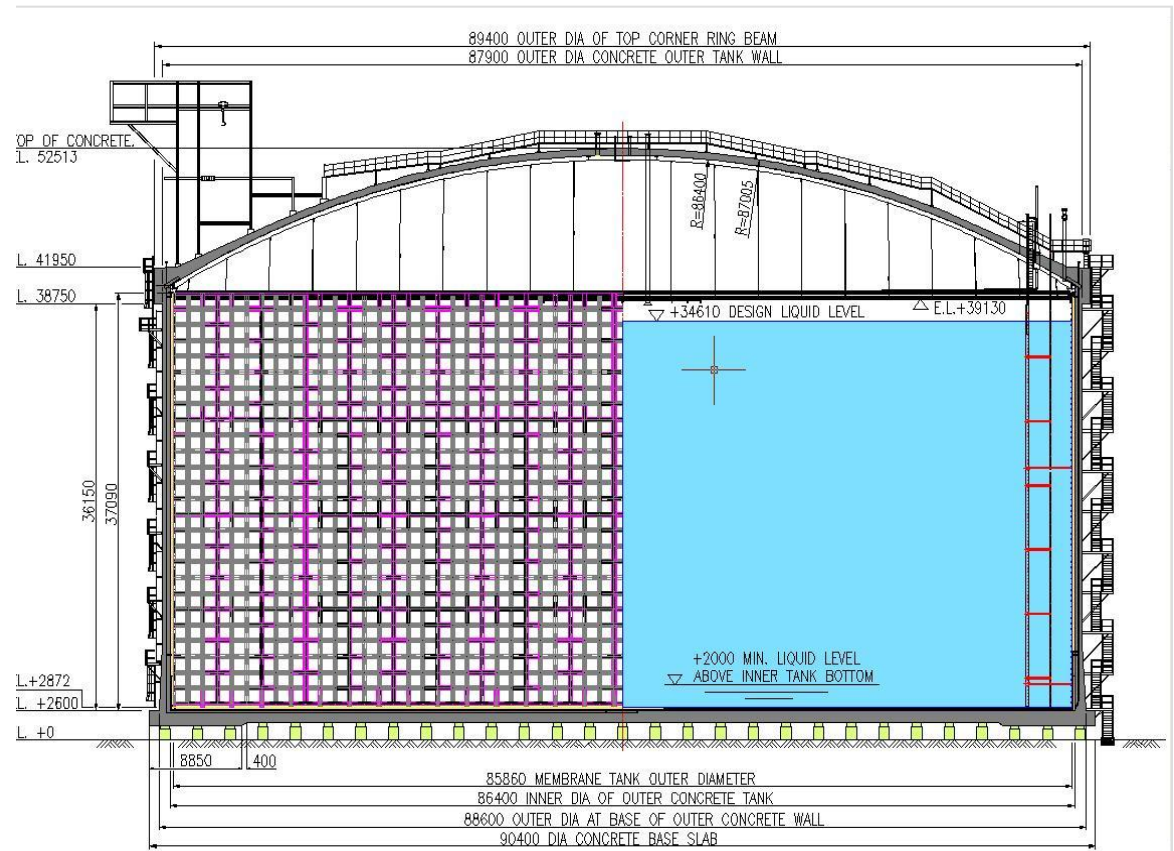 89400 OUTER DIA OF TOP CORNER RING BEAM
87900 OUTER DIA CONCRETE OUTER TANK WALL
OP OF CONCRETE.
L. 52513
R=86400
R=87005
L. 41950
L. 38750
+34610 DESIGN LIQUID LEVEL
E.L.+39130
36150
37090
+2000 MIN. LIQUID LEVEL
ABOVE INNER TANK BOTTOM
.L.+2872
L. +2600
L. +0
8850
400
85860 MEMBRANE TANK OUTER DIAMETER
86400 INNER DIA OF OUTER CONCRETE TANK
88600 OUTER DIA AT BASE OF OUTER CONCRETE WALL
90400 DIA CONCRETE BASE SLAB